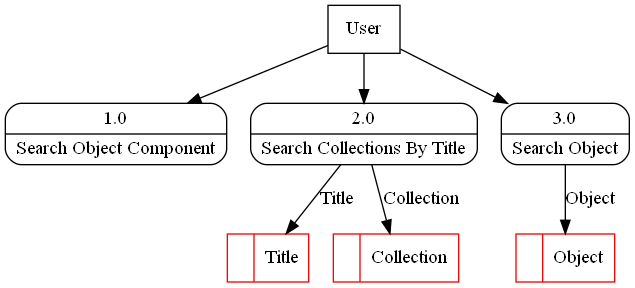 User
1.0
Search Object Component
2.0
Search Collections By Title
3.0
Search Object
Title
Collection
Object
Title
Collection
Object